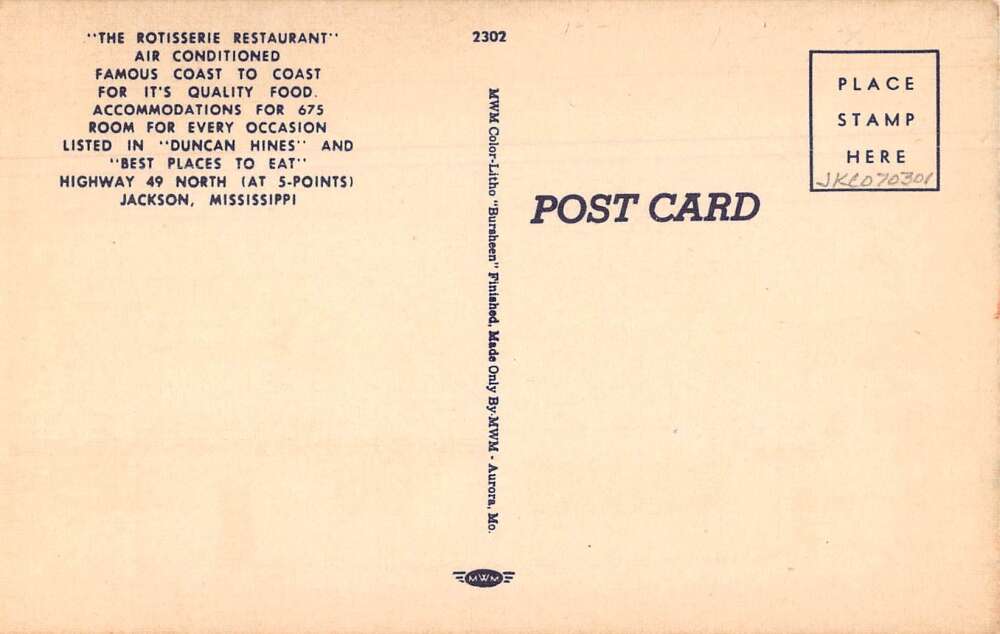 "THE ROTISSERIE RESTAURANT"
AIR CONDITIONED
FAMOUS COAST TO COAST
FOR IT'S QUALITY FOOD.
ACCOMMODATIONS FOR 675
ROOM FOR EVERY OCCASION
LISTED IN "DUNCAN HINES" AND
"BEST PLACES TO EAT"
HIGHWAY 49 NORTH (AT 5-POINTS)
JACKSON, MISSISSIPPI
2302
MWM Color-Litho "Bursheen" Finished, Made Only By MWM - Aurora, Mo.
MWM
POST CARD
PLACE
STAMP
HERE
JKC070301